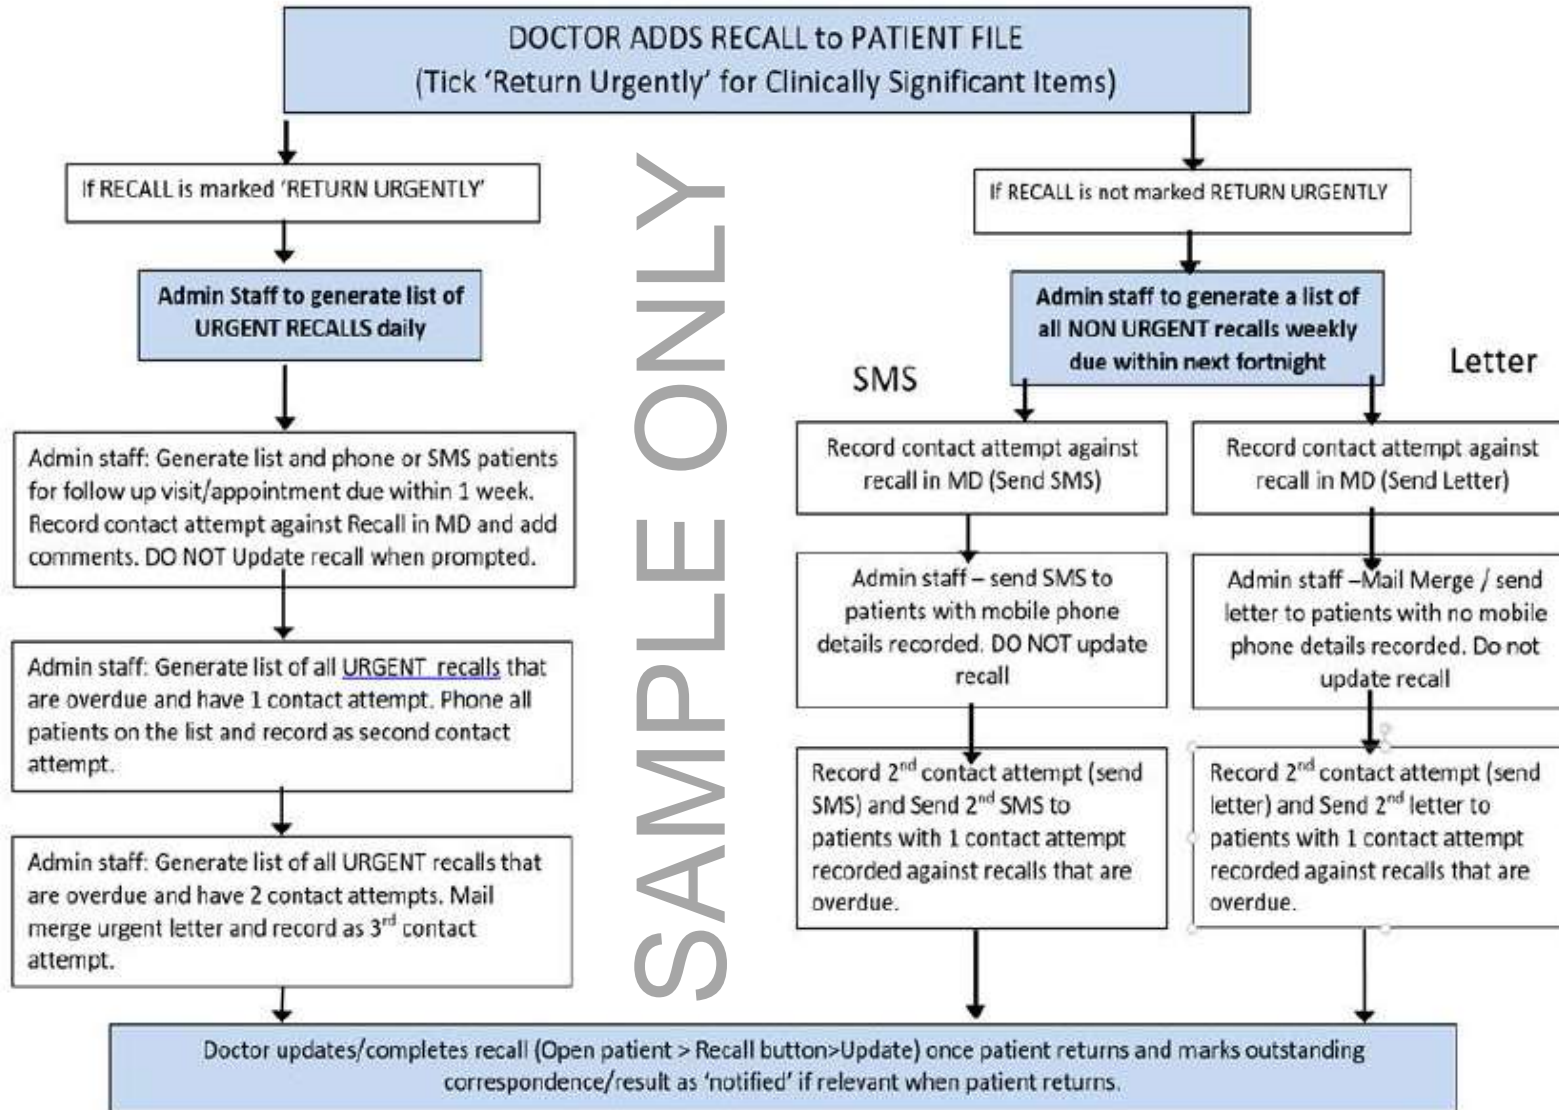 DOCTOR ADDS RECALL to PATIENT FILE
(Tick ‘Return Urgently’ for Clinically Significant Items)
If RECALL is marked ‘RETURN URGENTLY’
Admin Staff to generate list of
URGENT RECALLS daily
Admin staff: Generate list and phone or SMS patients
for follow up visit/appointment due within 1 week.
Record contact attempt against Recall in MD and add
comments. DO NOT Update recall when prompted.
Admin staff: Generate list of all URGENT recalls that
are overdue and have 1 contact attempt. Phone all
patients on the list and record as second contact
attempt.
Admin staff: Generate list of all URGENT recalls that
are overdue and have 2 contact attempts. Mail
merge urgent letter and record as 3rd contact
attempt.
SAMPLE ONLY
If RECALL is not marked RETURN URGENTLY
Admin staff to generate a list of
all NON URGENT recalls weekly
due within next fortnight
SMS
Record contact attempt against
recall in MD (Send SMS)
Admin staff – send SMS to
patients with mobile phone
details recorded. DO NOT update
recall
Record 2nd contact attempt (send
SMS) and Send 2nd SMS to
patients with 1 contact attempt
recorded against recalls that are
overdue.
Letter
Record contact attempt against
recall in MD (Send Letter)
Admin staff –Mail Merge / send
letter to patients with no mobile
phone details recorded. Do not
update recall
Record 2nd contact attempt (send
letter) and Send 2nd letter to
patients with 1 contact attempt
recorded against recalls that are
overdue.
Doctor updates/completes recall (Open patient > Recall button>Update) once patient returns and marks outstanding
correspondence/result as ‘notified’ if relevant when patient returns.